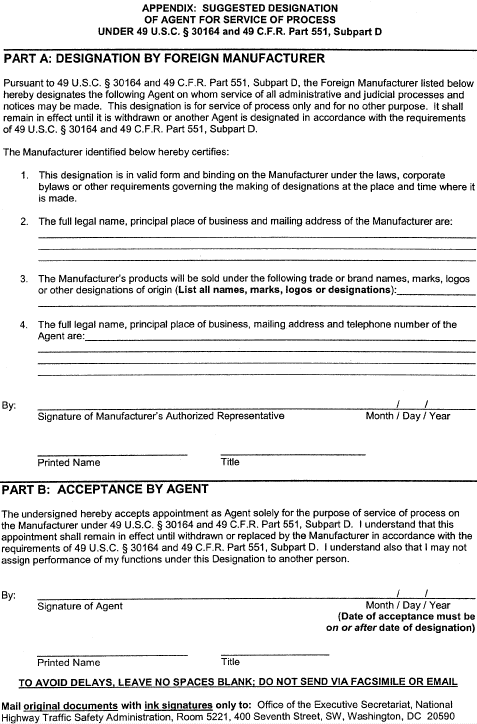 APPENDIX: SUGGESTED DESIGNATION
OF AGENT FOR SERVICE OF PROCESS
UNDER 49 U.S.C. § 30164 and 49 C.F.R. Part 551, Subpart D
PART A: DESIGNATION BY FOREIGN MANUFACTURER
Pursuant to 49 U.S.C. § 30164 and 49 C.F.R. Part 551, Subpart D, the Foreign Manufacturer listed below
hereby designates the following Agent on whom service of all administrative and judicial processes and
notices may be made. This designation is for service of process only and for no other purpose. It shall
remain in effect until it is withdrawn or another Agent is designated in accordance with the requirements
of 49 U.S.C. § 30164 and 49 C.F.R. Part 551, Subpart D.
The Manufacturer identified below hereby certifies:
1. This designation is in valid form and binding on the Manufacturer under the laws, corporate
bylaws or other requirements governing the making of designations at the place and time where it
is made.
2. The full legal name, principal place of business and mailing address of the Manufacturer are:
3. The Manufacturer's products will be sold under the following trade or brand names, marks, logos
or other designations of origin (List all names, marks, logos or designations):
4. The full legal name, principal place of business, mailing address and telephone number of the
Agent are:
By: / /
Signature of Manufacturer's Authorized Representative Month / Day / Year
Printed Name Title
PART B: ACCEPTANCE BY AGENT
The undersigned hereby accepts appointment as Agent solely for the purpose of service of process on
the Manufacturer under 49 U.S.C. § 30164 and 49 C.F.R. Part 551, Subpart D. I understand that this
appointment shall remain in effect until withdrawn or replaced by the Manufacturer in accordance with the
requirements of 49 U.S.C. § 30164 and 49 C.F.R. Part 551, Subpart D. I understand also that I may not
assign performance of my functions under this Designation to another person.
By: / /
Signature of Agent Month / Day / Year
(Date of acceptance must be
on or after date of designation)
Printed Name Title
TO AVOID DELAYS, LEAVE NO SPACES BLANK; DO NOT SEND VIA FACSIMILE OR EMAIL
Mail original documents with ink signatures only to: Office of the Executive Secretariat, National
Highway Traffic Safety Administration, Room 5221, 400 Seventh Street, SW, Washington, DC 20590